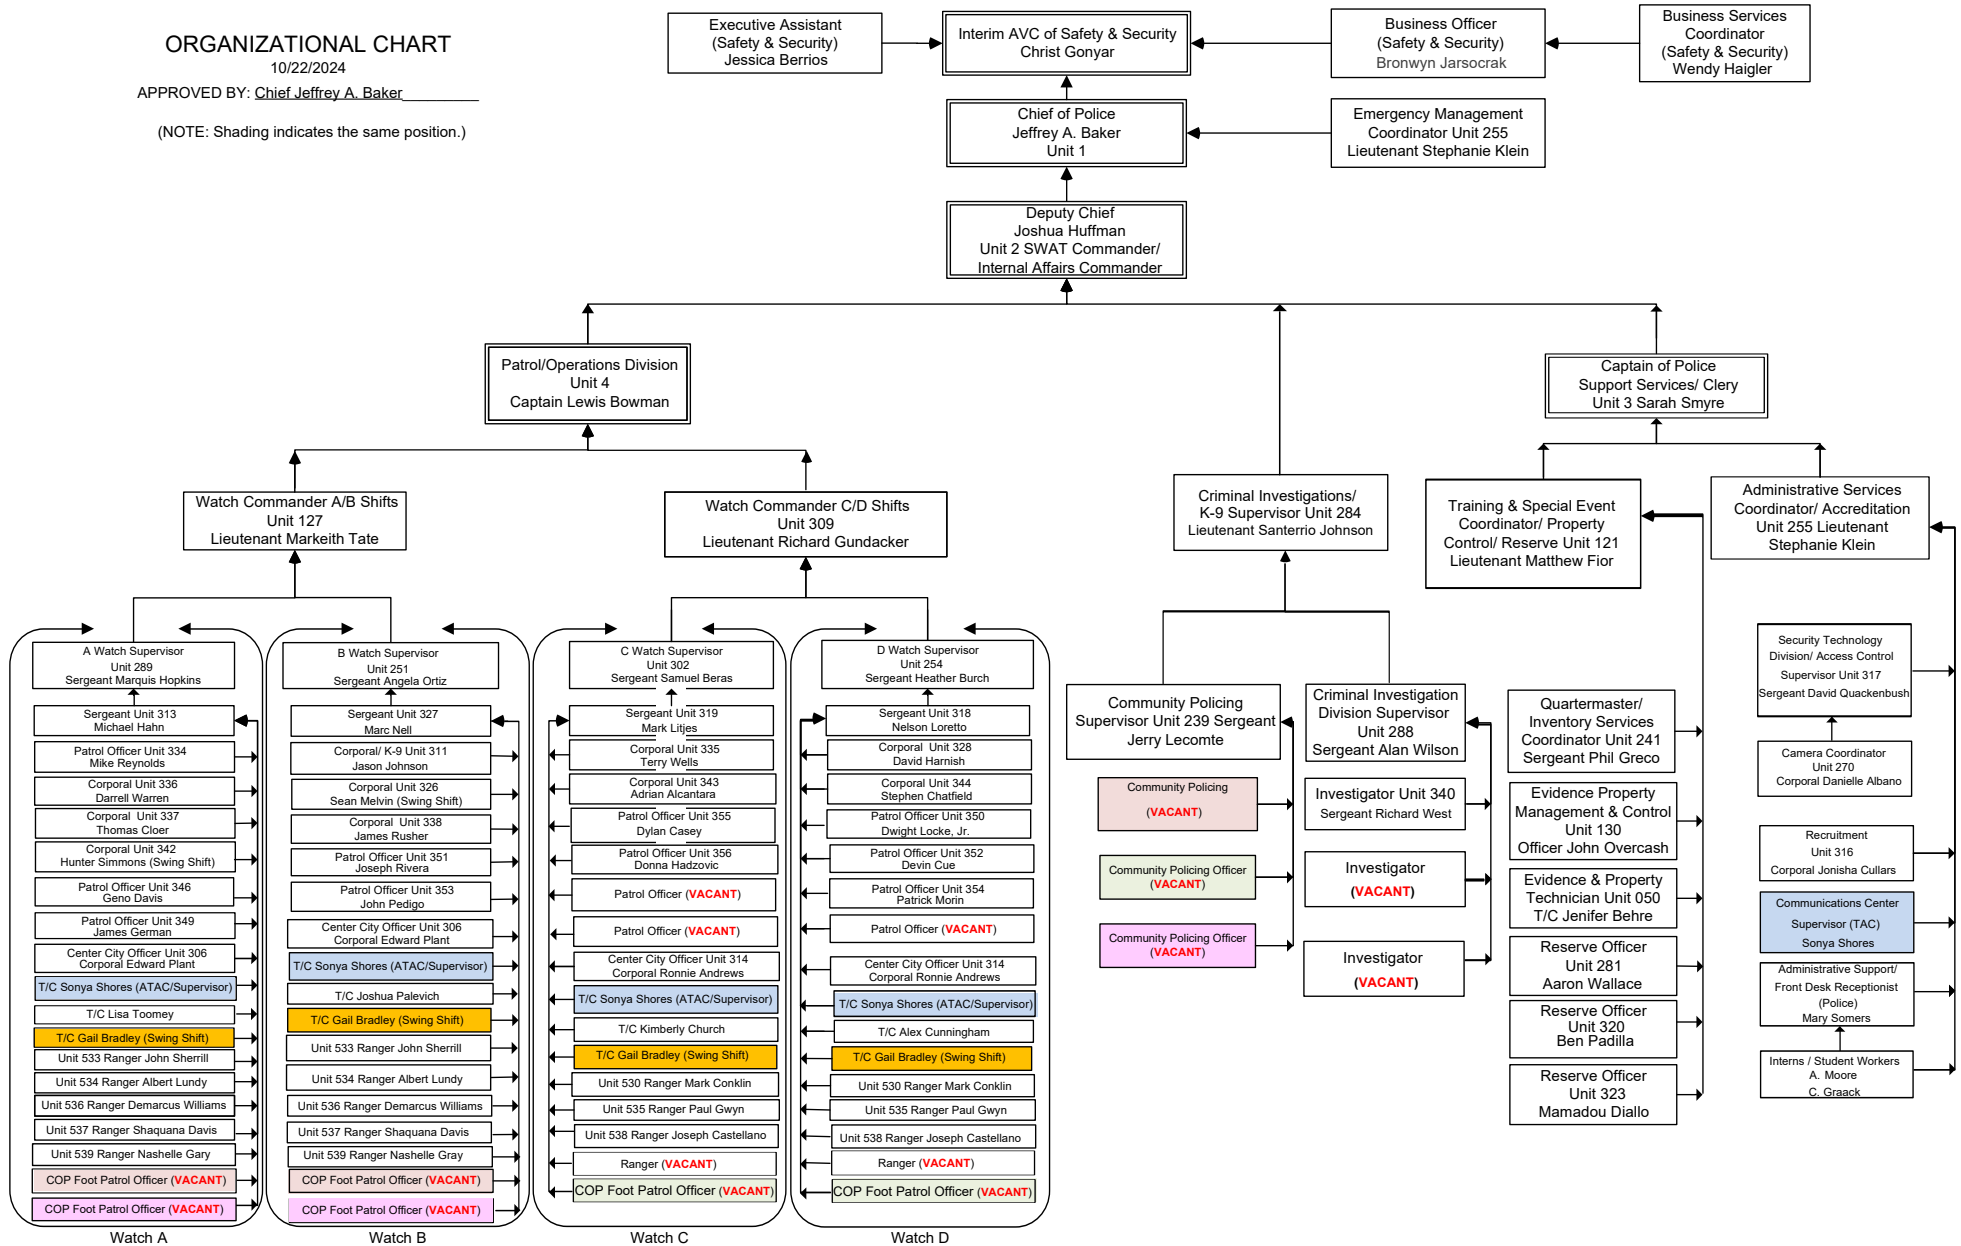 ORGANIZATIONAL CHART
10/22/2024
APPROVED BY: Chief Jeffrey A. Baker
(NOTE: Shading indicates the same position.)
Executive Assistant
(Safety & Security)
Jessica Berrios
Interim AVC of Safety & Security
Christ Gonyar
Business Officer
(Safety & Security)
Bronwyn Jarsocrak
Business Services
Coordinator
(Safety & Security)
Wendy Haigler
Chief of Police
Jeffrey A. Baker
Unit 1
Emergency Management
Coordinator Unit 255
Lieutenant Stephanie Klein
Deputy Chief
Joshua Huffman
Unit 2 SWAT Commander/
Internal Affairs Commander
Patrol/Operations Division
Unit 4
Captain Lewis Bowman
Captain of Police
Support Services/ Clery
Unit 3 Sarah Smyre
Watch Commander A/B Shifts
Unit 127
Lieutenant Markeith Tate
Watch Commander C/D Shifts
Unit 309
Lieutenant Richard Gundacker
Criminal Investigations/
K-9 Supervisor Unit 284
Lieutenant Santerrio Johnson
Training & Special Event
Coordinator/ Property
Control/ Reserve Unit 121
Lieutenant Matthew Fior
Administrative Services
Coordinator/ Accreditation
Unit 255 Lieutenant
Stephanie Klein
A Watch Supervisor
Unit 289
Sergeant Marquis Hopkins
Sergeant Unit 313
Michael Hahn
Patrol Officer Unit 334
Mike Reynolds
Corporal Unit 336
Darrell Warren
Corporal  Unit 337
Thomas Cloer
Corporal Unit 342
Hunter Simmons (Swing Shift)
Patrol Officer Unit 346
Geno Davis
Patrol Officer Unit 349
James German
Center City Officer Unit 306
Corporal Edward Plant
T/C Sonya Shores (ATAC/Supervisor)
T/C Lisa Toomey
T/C Gail Bradley (Swing Shift)
Unit 533 Ranger John Sherrill
Unit 534 Ranger Albert Lundy
Unit 536 Ranger Demarcus Williams
Unit 537 Ranger Shaquana Davis
Unit 539 Ranger Nashelle Gary
COP Foot Patrol Officer (VACANT)
COP Foot Patrol Officer (VACANT)
Watch A
B Watch Supervisor
Unit 251
Sergeant Angela Ortiz
Sergeant Unit 327
Marc Nell
Corporal/ K-9 Unit 311
Jason Johnson
Corporal Unit 326
Sean Melvin (Swing Shift)
Corporal  Unit 338
James Rusher
Patrol Officer Unit 351
Joseph Rivera
Patrol Officer Unit 353
John Pedigo
Center City Officer Unit 306
Corporal Edward Plant
T/C Sonya Shores (ATAC/Supervisor)
T/C Joshua Palevich
T/C Gail Bradley (Swing Shift)
Unit 533 Ranger John Sherrill
Unit 534 Ranger Albert Lundy
Unit 536 Ranger Demarcus Williams
Unit 537 Ranger Shaquana Davis
Unit 539 Ranger Nashelle Gray
COP Foot Patrol Officer (VACANT)
COP Foot Patrol Officer (VACANT)
Watch B
C Watch Supervisor
Unit 302
Sergeant Samuel Beras
Sergeant Unit 319
Mark Litjes
Corporal Unit 335
Terry Wells
Corporal Unit 343
Adrian Alcantara
Patrol Officer Unit 355
Dylan Casey
Patrol Officer Unit 356
Donna Hadzovic
Patrol Officer (VACANT)
Patrol Officer (VACANT)
Center City Officer Unit 314
Corporal Ronnie Andrews
T/C Sonya Shores (ATAC/Supervisor)
T/C Kimberly Church
T/C Gail Bradley (Swing Shift)
Unit 530 Ranger Mark Conklin
Unit 535 Ranger Paul Gwyn
Unit 538 Ranger Joseph Castellano
Ranger (VACANT)
COP Foot Patrol Officer (VACANT)
Watch C
D Watch Supervisor
Unit 254
Sergeant Heather Burch
Sergeant Unit 318
Nelson Loretto
Corporal  Unit 328
David Harnish
Corporal Unit 344
Stephen Chatfield
Patrol Officer Unit 350
Dwight Locke, Jr.
Patrol Officer Unit 352
Devin Cue
Patrol Officer Unit 354
Patrick Morin
Patrol Officer (VACANT)
Center City Officer Unit 314
Corporal Ronnie Andrews
T/C Sonya Shores (ATAC/Supervisor)
T/C Alex Cunningham
T/C Gail Bradley (Swing Shift)
Unit 530 Ranger Mark Conklin
Unit 535 Ranger Paul Gwyn
Unit 538 Ranger Joseph Castellano
Ranger (VACANT)
COP Foot Patrol Officer (VACANT)
Watch D
Community Policing
Supervisor Unit 239 Sergeant
Jerry Lecomte
Community Policing
(VACANT)
Community Policing Officer
(VACANT)
Community Policing Officer
(VACANT)
Criminal Investigation
Division Supervisor
Unit 288
Sergeant Alan Wilson
Investigator Unit 340
Sergeant Richard West
Investigator
(VACANT)
Investigator
(VACANT)
Quartermaster/
Inventory Services
Coordinator Unit 241
Sergeant Phil Greco
Evidence Property
Management & Control
Unit 130
Officer John Overcash
Evidence & Property
Technician Unit 050
T/C Jenifer Behre
Reserve Officer
Unit 281
Aaron Wallace
Reserve Officer
Unit 320
Ben Padilla
Reserve Officer
Unit 323
Mamadou Diallo
Security Technology
Division/ Access Control
Supervisor Unit 317
Sergeant David Quackenbush
Camera Coordinator
Unit 270
Corporal Danielle Albano
Recruitment
Unit 316
Corporal Jonisha Cullars
Communications Center
Supervisor (TAC)
Sonya Shores
Administrative Support/
Front Desk Receptionist
(Police)
Mary Somers
Interns / Student Workers
A. Moore
C. Graack